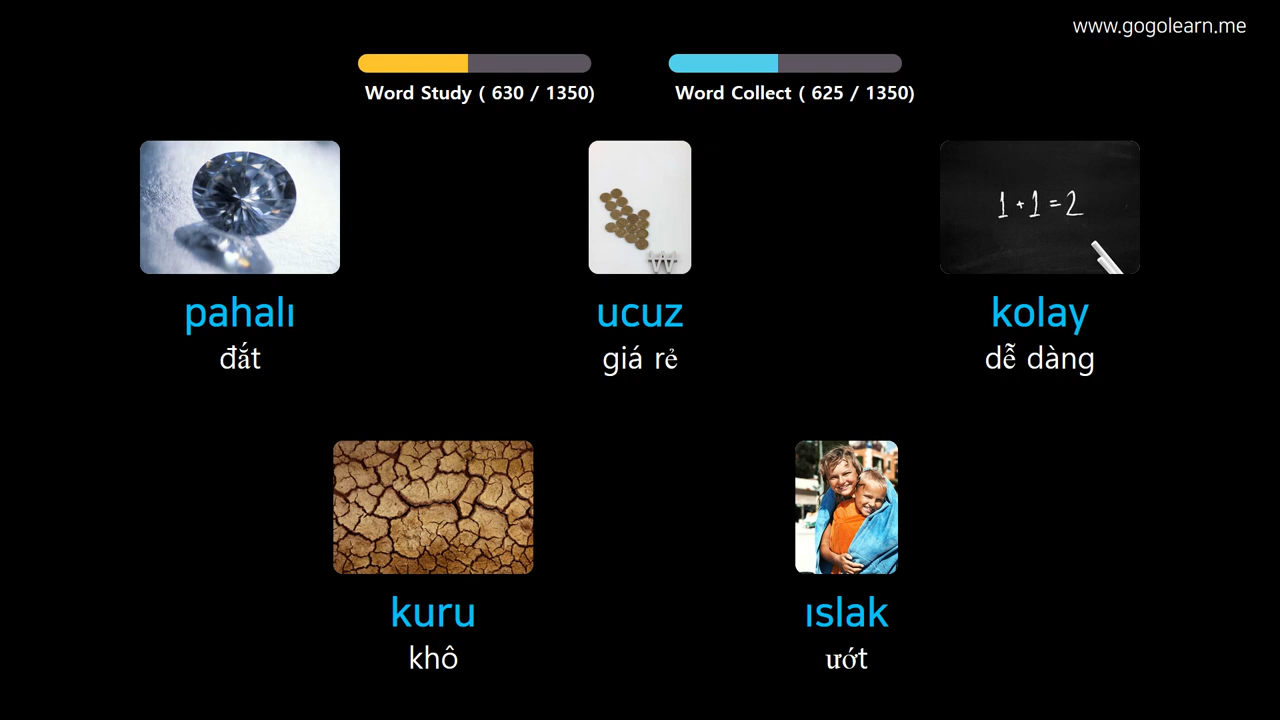 www.gogolearn.me
Word Study ( 630 / 1350)
Word Collect ( 625 / 1350)
1 + 1 = 2
pahalı
đắt
ucuz
giá rẻ
kolay
dễ dàng
kuru
khô
ıslak
ướt